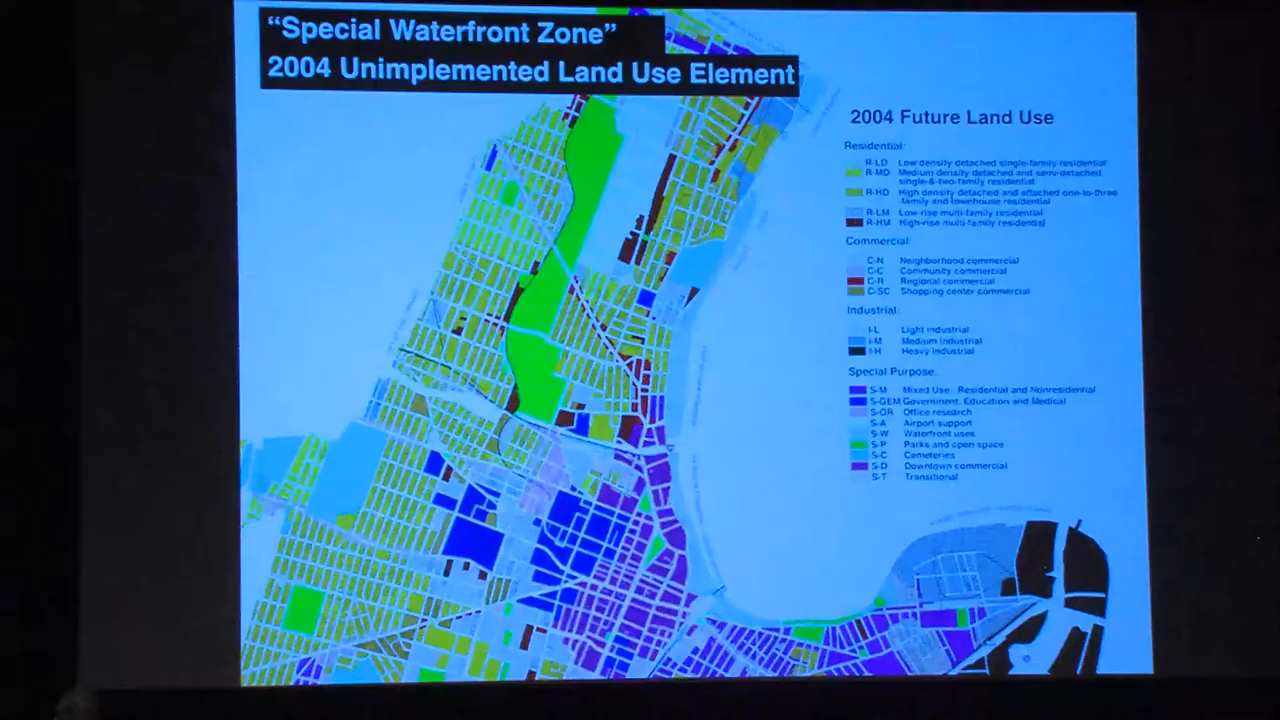 “Special Waterfront Zone”
2004 Unimplemented Land Use Element
2004 Future Land Use
Residential:
R-LD Low density detached single-family residential
R-MD Medium density detached and semi-detached
single-&-two-family residential
R-HD High density detached and attached one-to-three
family and townhouse residential
R-LM Low-rise multi-family residential
R-HM High-rise multi-family residential
Commercial:
C-N Neighborhood commercial
C-C Community commercial
C-R Regional commercial
C-SC Shopping center commercial
Industrial:
I-L Light industrial
I-M Medium industrial
I-H Heavy industrial
Special Purpose:
S-M Mixed Use - Residential and Nonresidential
S-GEM Government, Education and Medical
S-OR Office research
S-A Airport support
S-W Waterfront uses
S-P Parks and open space
S-C Cemeteries
S-D Downtown commercial
S-T Transitional